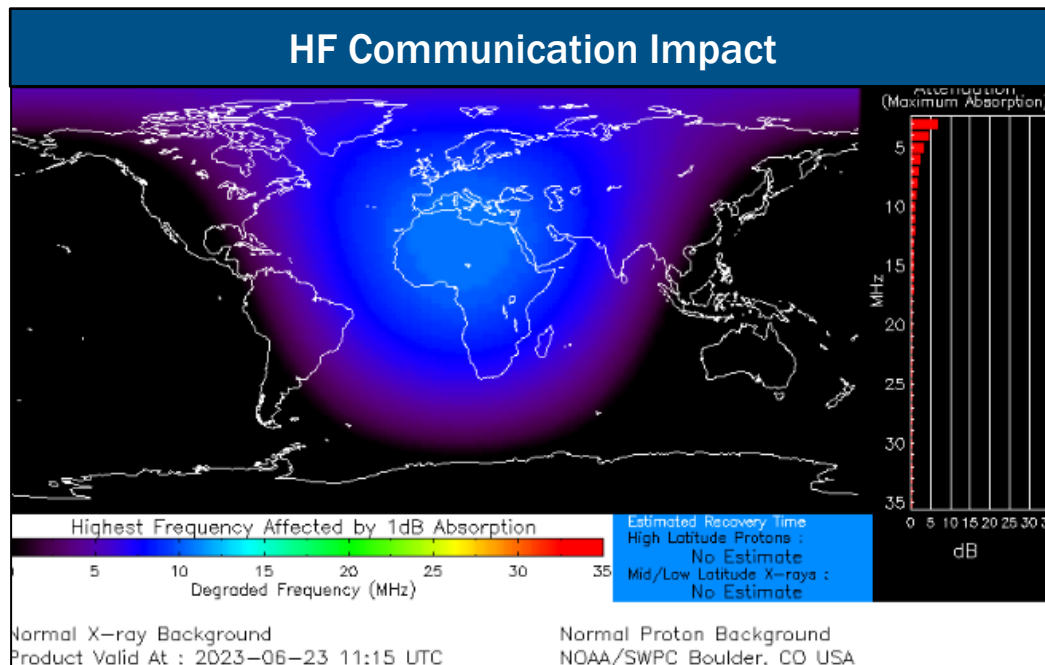 HF Communication Impact
Attenuation
(Maximum Absorption)
5
10
15
20
25
30
35
MHz
0 5 10 15 20 25 30
dB
Highest Frequency Affected by 1dB Absorption
5 10 15 20 25 30 35
Degraded Frequency (MHz)
Estimated Recovery Time
High Latitude Protons :
No Estimate
Mid/Low Latitude X-rays :
No Estimate
Normal X-ray Background
Product Valid At : 2023-06-23 11:15 UTC
Normal Proton Background
NOAA/SWPC Boulder, CO USA